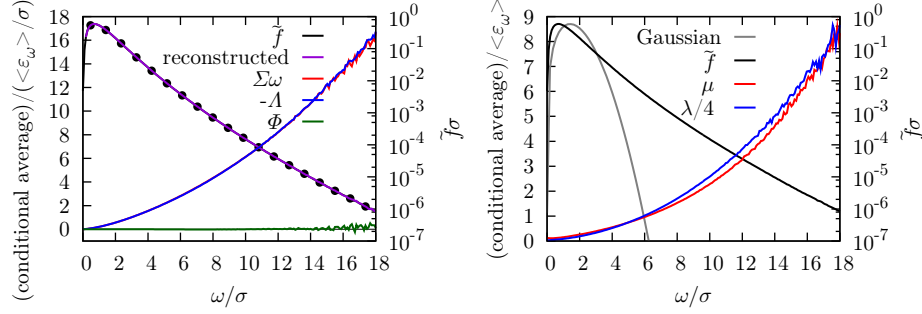 (conditional average)/(<ε_ω>/σ)
18
16
14
12
10
8
6
4
2
0
f̃
reconstructed
Σω
-Λ
Φ
10^0
10^-1
10^-2
10^-3
10^-4
10^-5
10^-6
10^-7
f̃σ
0 2 4 6 8 10 12 14 16 18
ω/σ
(conditional average)/<ε_ω>
9
8
7
6
5
4
3
2
1
0
Gaussian
f̃
μ
λ/4
10^0
10^-1
10^-2
10^-3
10^-4
10^-5
10^-6
10^-7
f̃σ
0 2 4 6 8 10 12 14 16 18
ω/σ